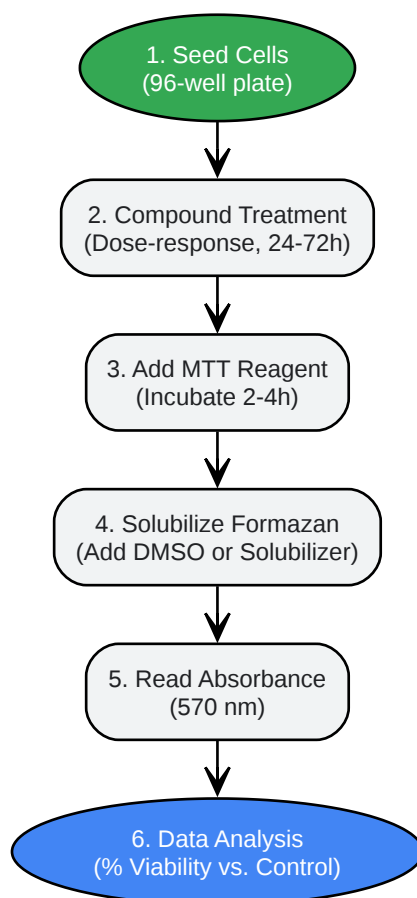 1. Seed Cells
(96-well plate)
2. Compound Treatment
(Dose-response, 24-72h)
3. Add MTT Reagent
(Incubate 2-4h)
4. Solubilize Formazan
(Add DMSO or Solubilizer)
5. Read Absorbance
(570 nm)
6. Data Analysis
(% Viability vs. Control)